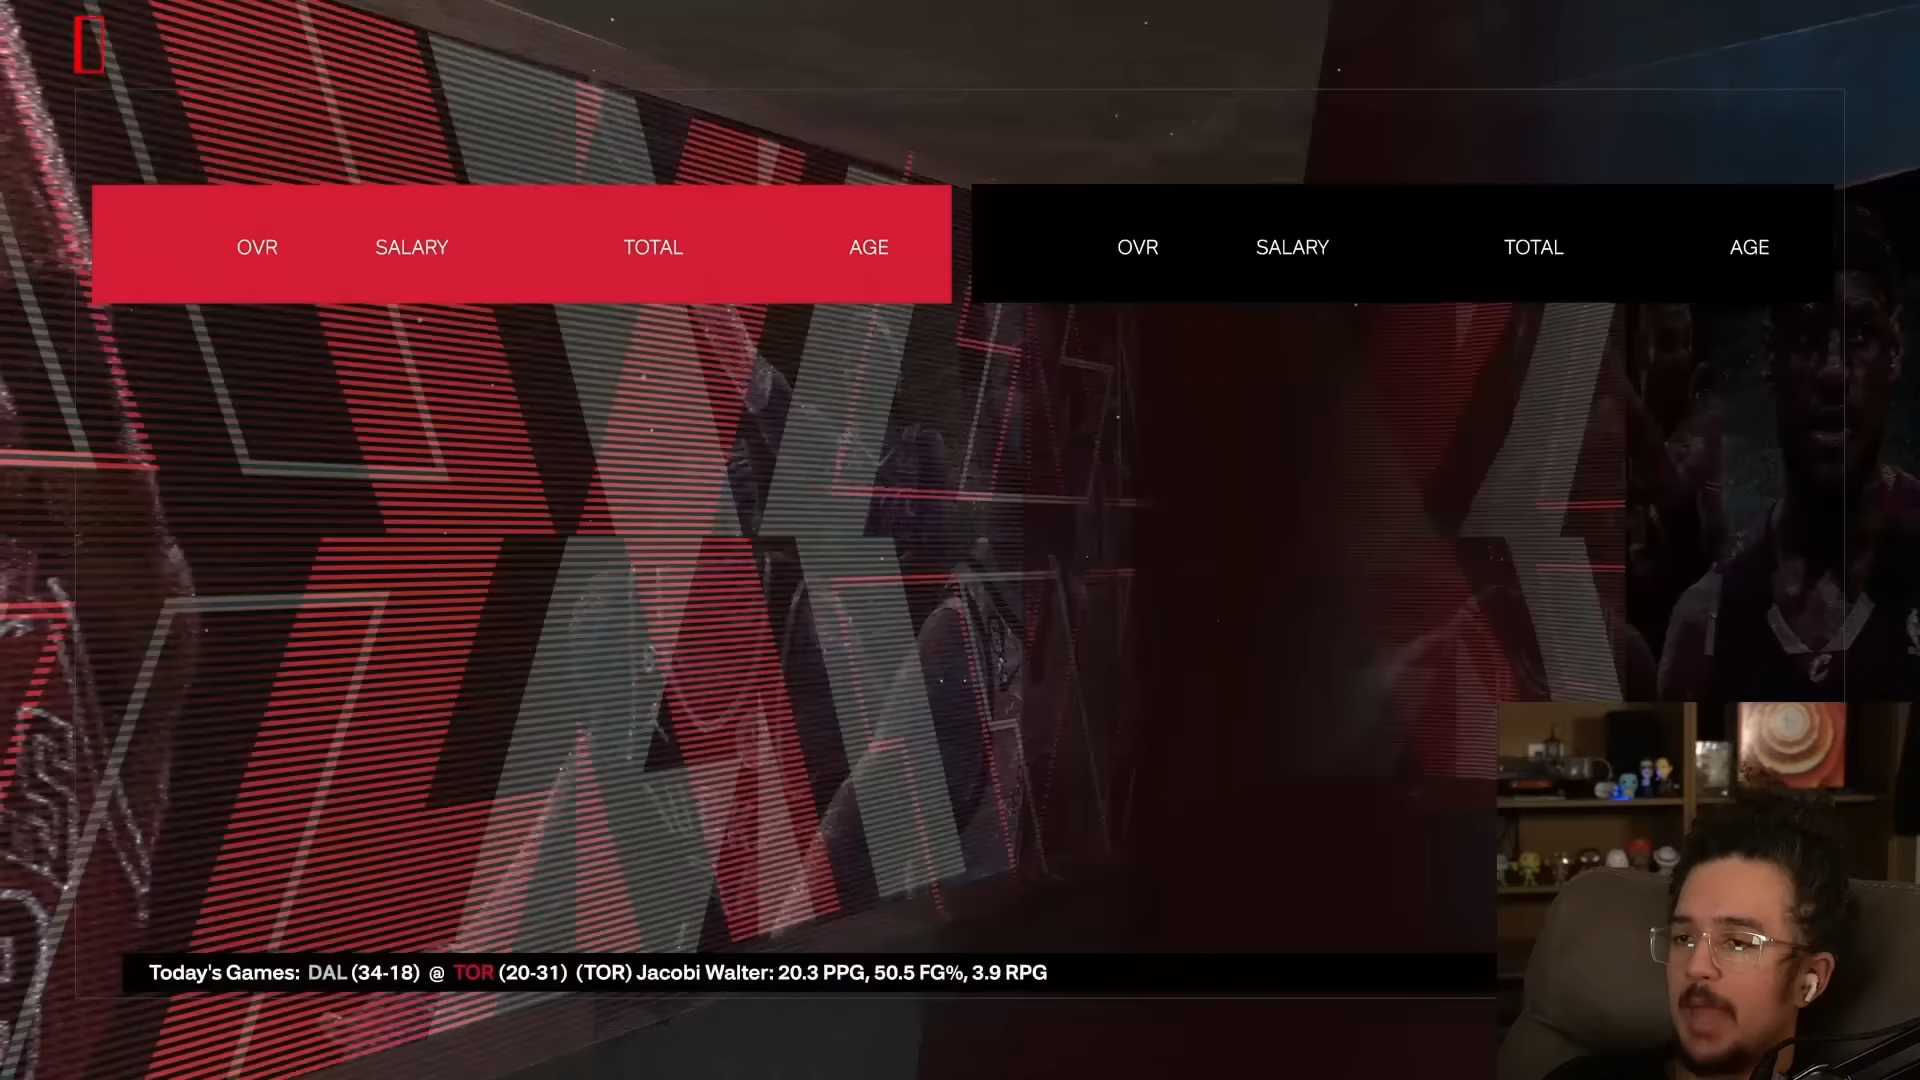 OVR SALARY TOTAL AGE
OVR SALARY TOTAL AGE
Today's Games: DAL (34-18) @ TOR (20-31) (TOR) Jacobi Walter: 20.3 PPG, 50.5 FG%, 3.9 RPG